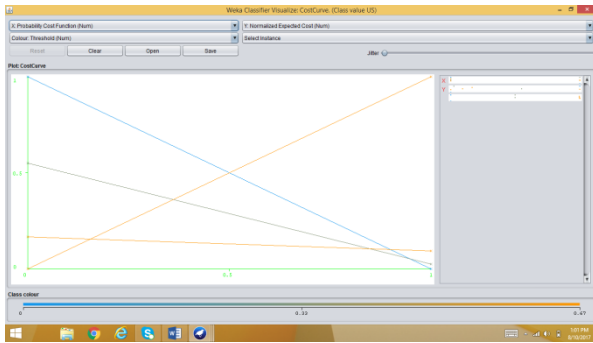 Weka Classifier Visualize: CostCurve. (Class value US)
X: Probability Cost Function (Num)
Y: Normalized Expected Cost (Num)
Colour: Threshold (Num)
Select Instance
Reset
Clear
Open
Save
Jitter
Plot: CostCurve
1
0.5
0
0
0.5
1
X
Y
Class colour
0
0.33
0.67
1:01 PM